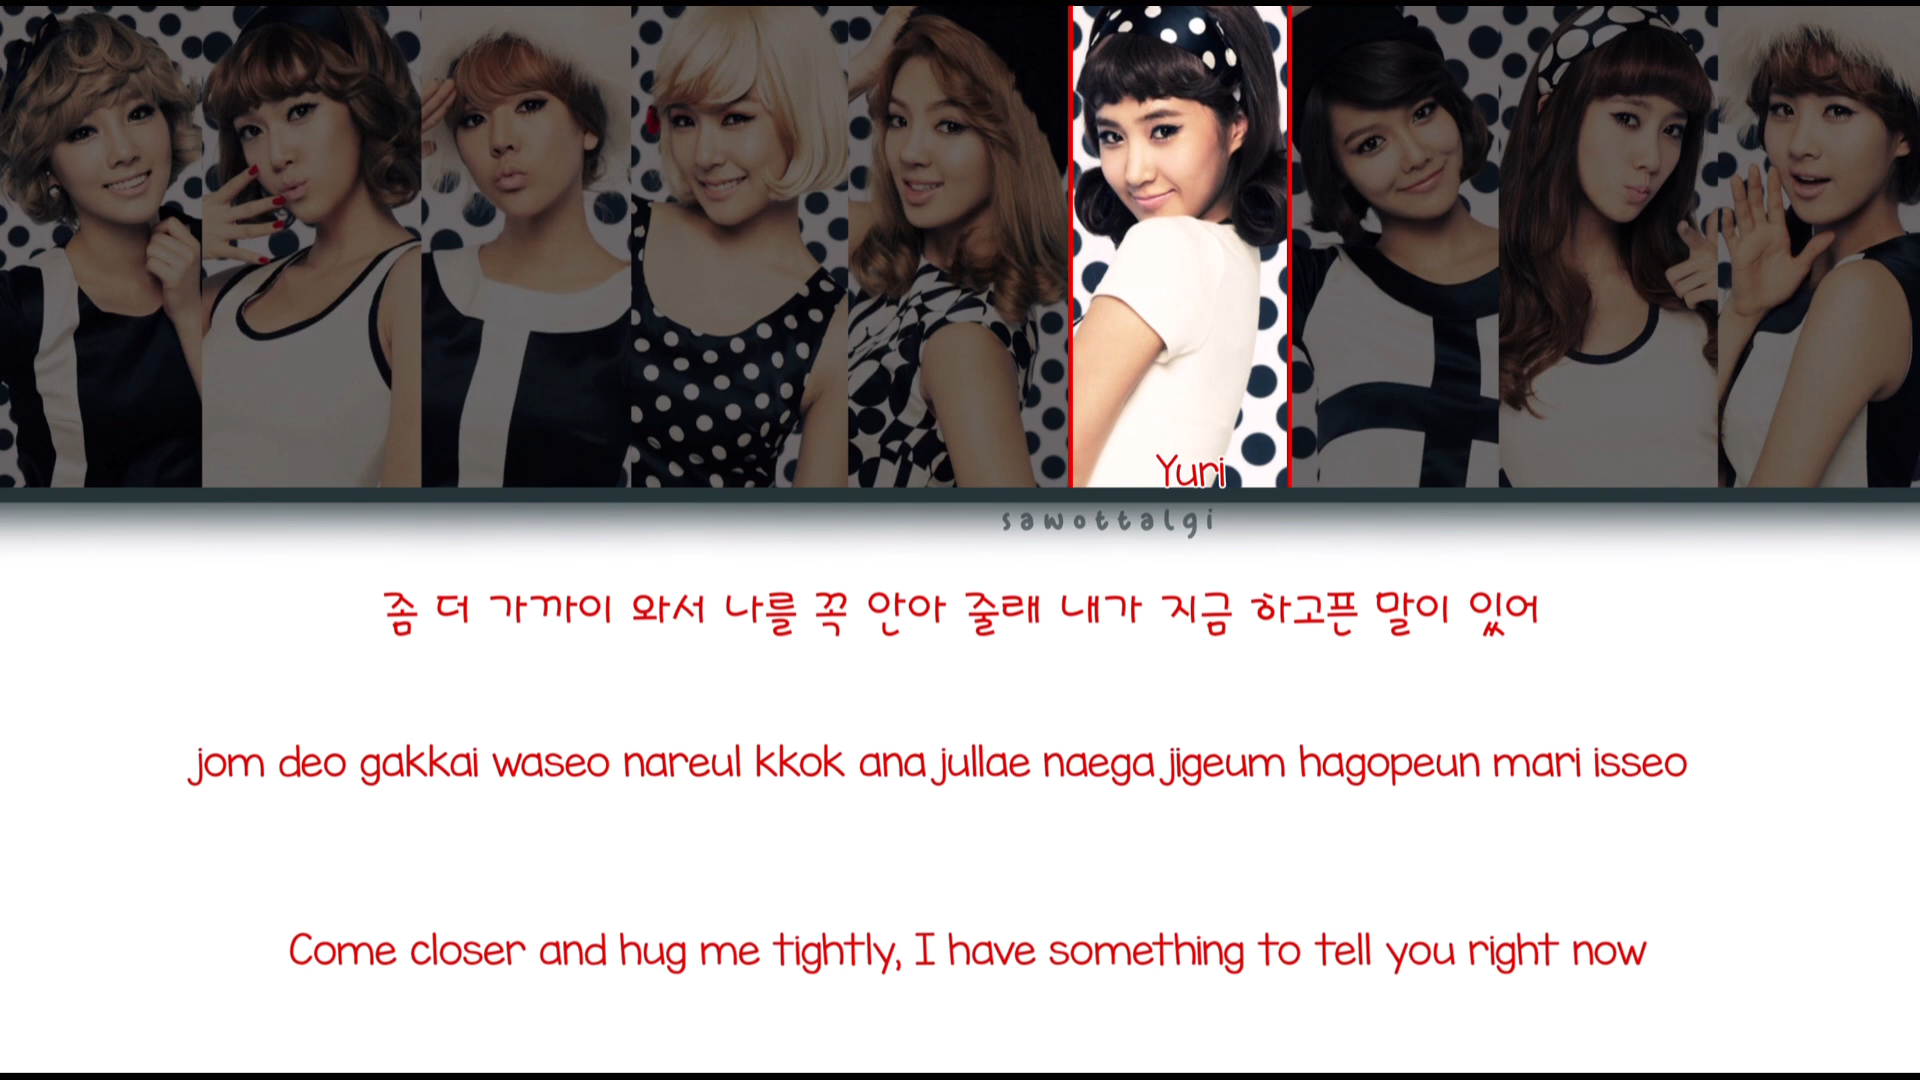 Yuri
sawottalgi
좀 더 가까이 와서 나를 꼭 안아 줄래 내가 지금 하고픈 말이 있어
jom deo gakkai waseo nareul kkok ana jullae naega jigeum hagopeun mari isseo
Come closer and hug me tightly, I have something to tell you right now